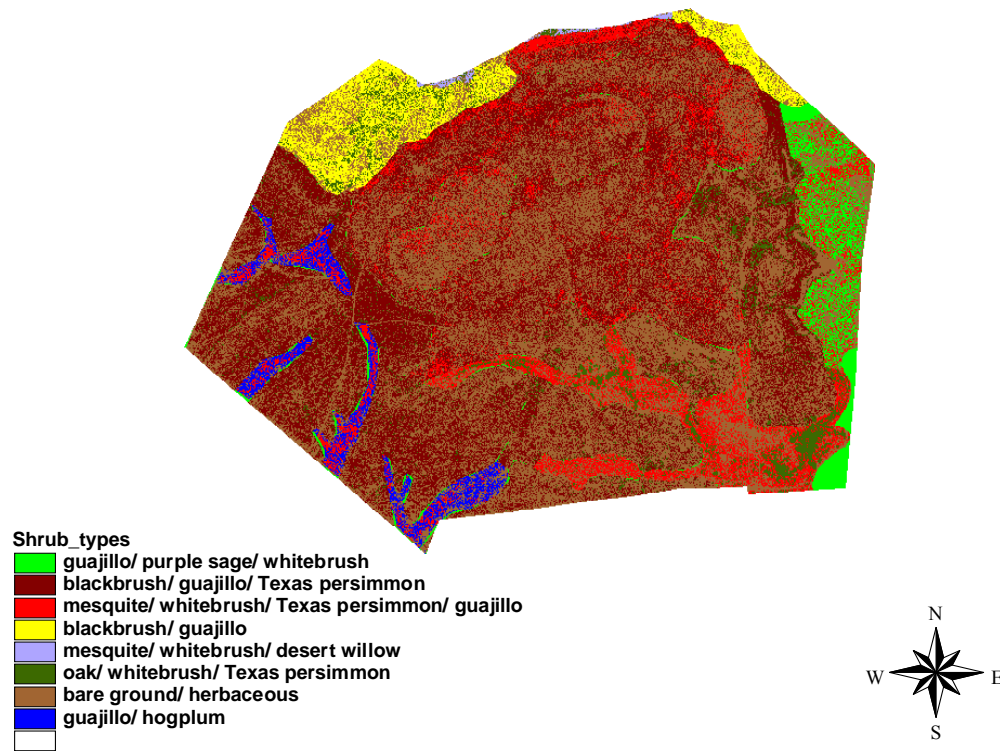 Shrub_types
guajillo/ purple sage/ whitebrush
blackbrush/ guajillo/ Texas persimmon
mesquite/ whitebrush/ Texas persimmon/ guajillo
blackbrush/ guajillo
mesquite/ whitebrush/ desert willow
oak/ whitebrush/ Texas persimmon
bare ground/ herbaceous
guajillo/ hogplum
N
W E
S